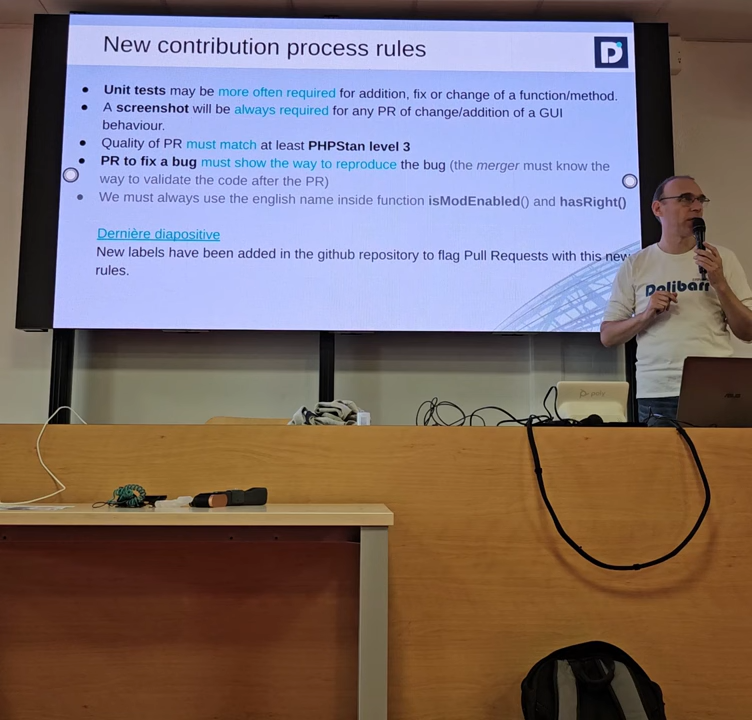 New contribution process rules
D
● Unit tests may be more often required for addition, fix or change of a function/method.
● A screenshot will be always required for any PR of change/addition of a GUI
behaviour.
● Quality of PR must match at least PHPStan level 3
● PR to fix a bug must show the way to reproduce the bug (the merger must know the
way to validate the code after the PR)
● We must always use the english name inside function isModEnabled() and hasRight()
Dernière diapositive
New labels have been added in the github repository to flag Pull Requests with this new
rules.
Dolibarr
poly
ASUS